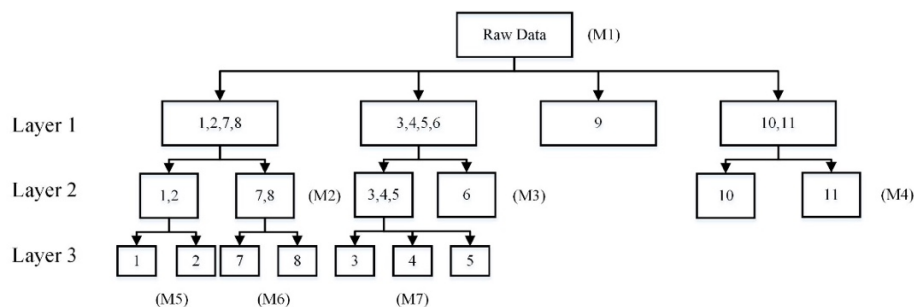 Raw Data (M1)
Layer 1 1,2,7,8 3,4,5,6 9 10,11
Layer 2 1,2 7,8 (M2) 3,4,5 6 (M3) 10 11 (M4)
Layer 3 1 2 7 8 3 4 5
(M5) (M6) (M7)